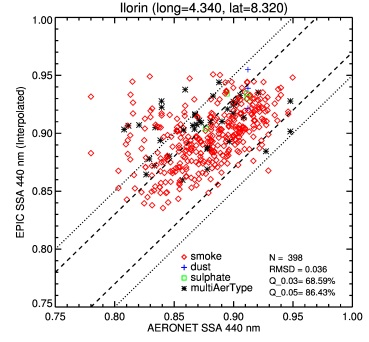 Ilorin (long=4.340, lat=8.320)
1.00
0.95
0.90
0.85
0.80
0.75
EPIC SSA 440 nm (Interpolated)
smoke
dust
sulphate
multiAerType
N = 398
RMSD = 0.036
Q_0.03= 68.59%
Q_0.05= 86.43%
0.75 0.80 0.85 0.90 0.95 1.00
AERONET SSA 440 nm